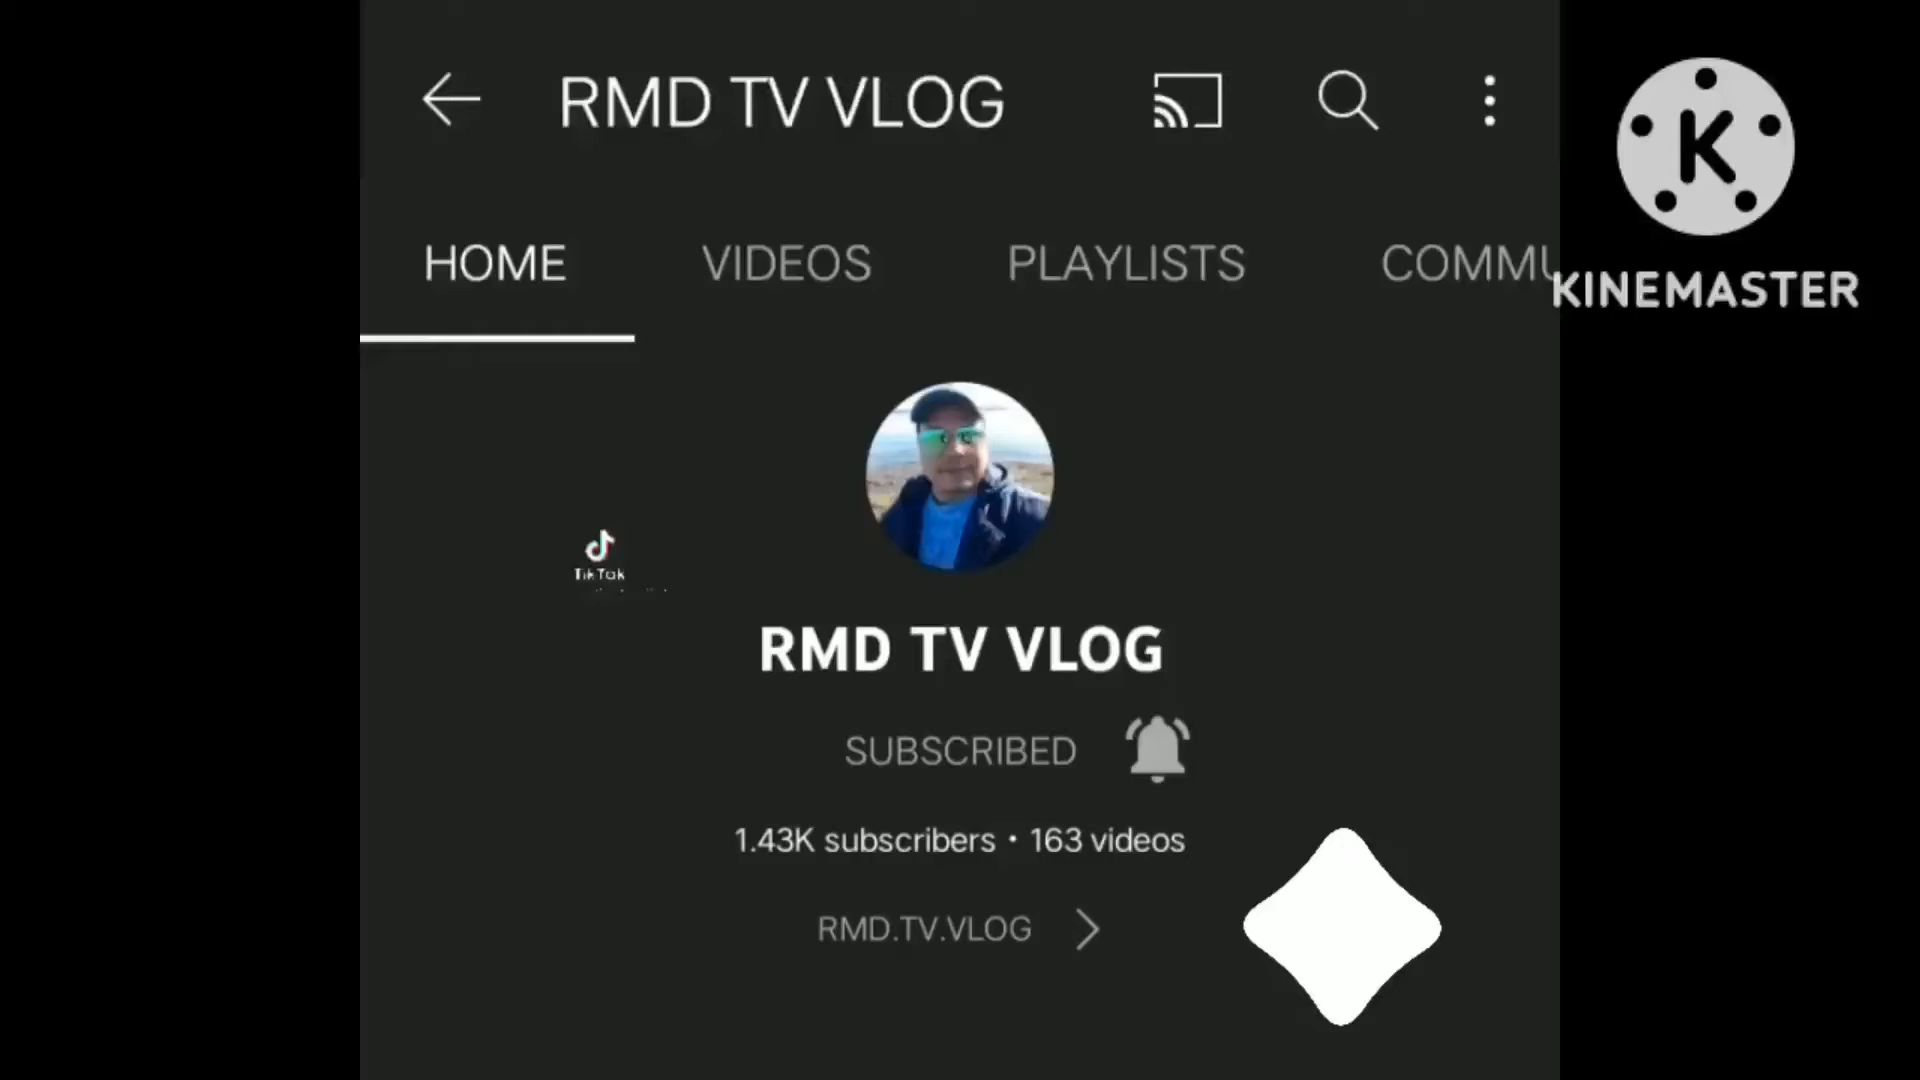 RMD TV VLOG
K
KINEMASTER
HOME VIDEOS PLAYLISTS COMMU
TikTok
RMD TV VLOG
SUBSCRIBED
1.43K subscribers • 163 videos
RMD.TV.VLOG